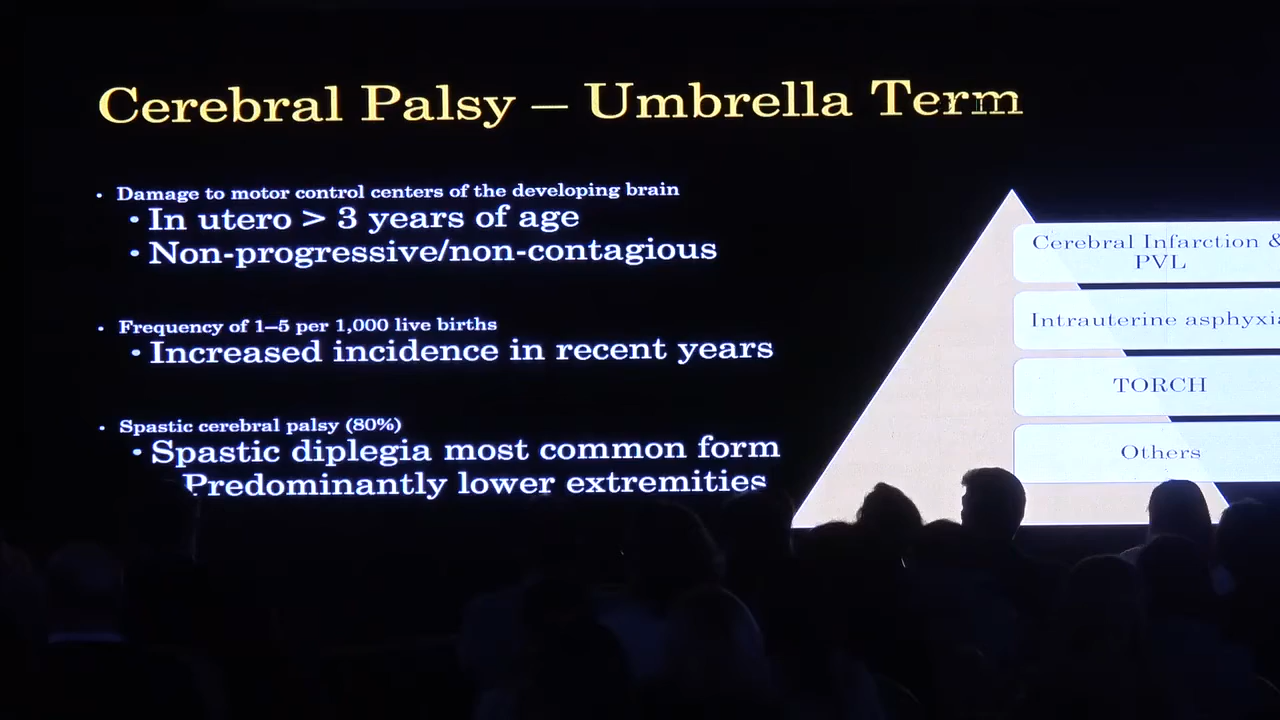 Cerebral Palsy – Umbrella Term
• Damage to motor control centers of the developing brain
• In utero > 3 years of age
• Non-progressive/non-contagious
• Frequency of 1–5 per 1,000 live births
• Increased incidence in recent years
• Spastic cerebral palsy (80%)
• Spastic diplegia most common form
Predominantly lower extremities
Cerebral Infarction &
PVL
Intrauterine asphyxia
TORCH
Others